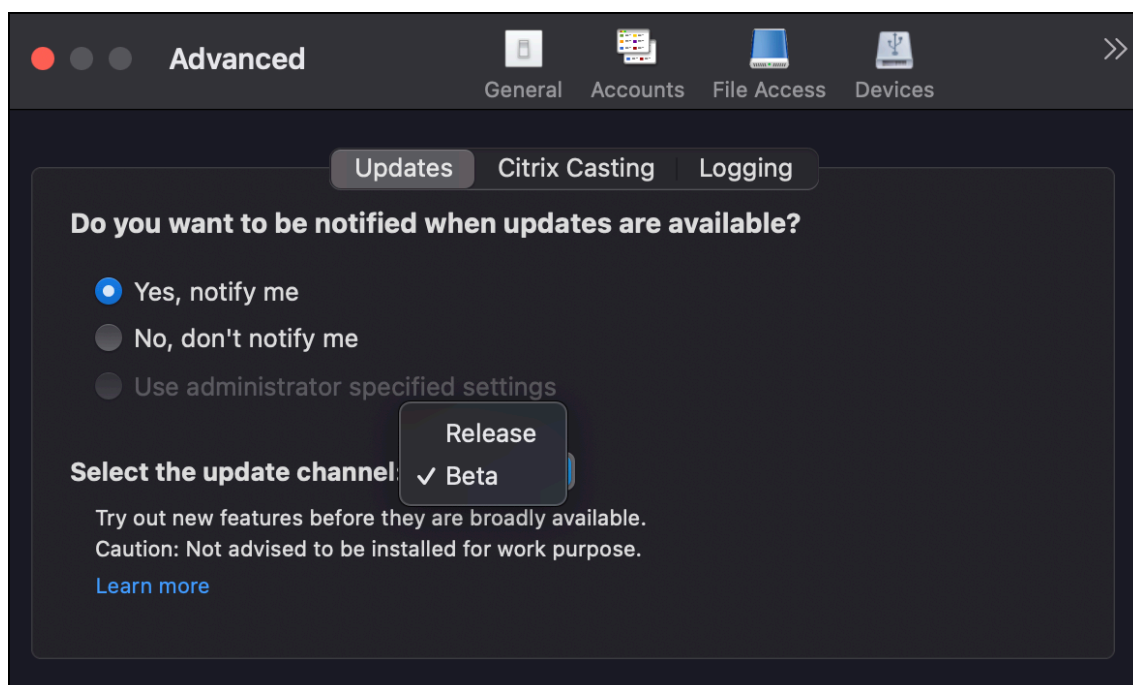 Advanced
General Accounts File Access Devices
Updates Citrix Casting Logging
Do you want to be notified when updates are available?
Yes, notify me
No, don't notify me
Use administrator specified settings
Release
Select the update channel:
Beta
Try out new features before they are broadly available.
Caution: Not advised to be installed for work purpose.
Learn more